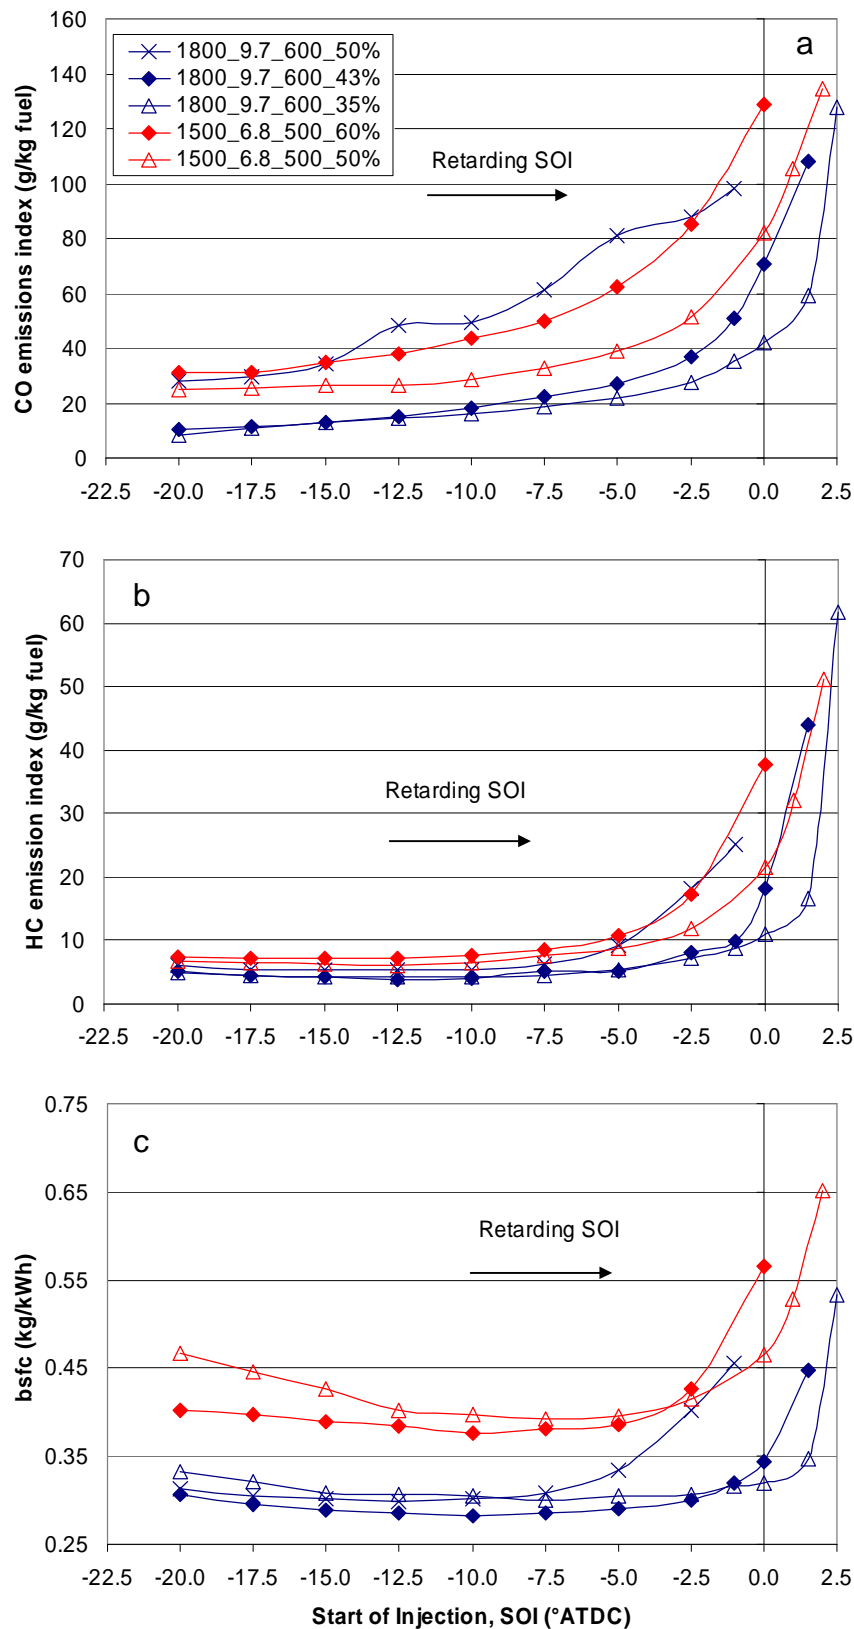 160
140
120
100
80
60
40
20
0
CO emissions index (g/kg fuel)
1800_9.7_600_50%
1800_9.7_600_43%
1800_9.7_600_35%
1500_6.8_500_60%
1500_6.8_500_50%
a
Retarding SOI
-22.5 -20.0 -17.5 -15.0 -12.5 -10.0 -7.5 -5.0 -2.5 0.0 2.5
70
60
50
40
30
20
10
0
HC emission index (g/kg fuel)
b
Retarding SOI
-22.5 -20.0 -17.5 -15.0 -12.5 -10.0 -7.5 -5.0 -2.5 0.0 2.5
0.75
0.65
0.55
0.45
0.35
0.25
bsfc (kg/kWh)
c
Retarding SOI
-22.5 -20.0 -17.5 -15.0 -12.5 -10.0 -7.5 -5.0 -2.5 0.0 2.5
Start of Injection, SOI (°ATDC)